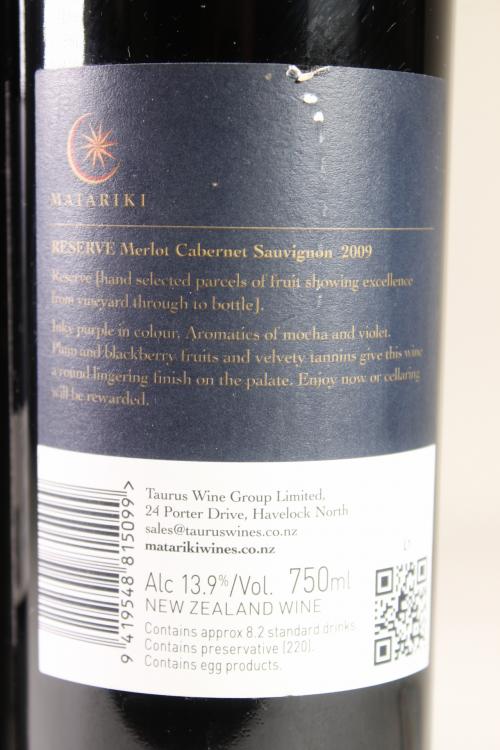 MATARIKI
RESERVE Merlot Cabernet Sauvignon 2009
Reserve [hand selected parcels of fruit showing excellence
from vineyard through to bottle].
Inky purple in colour, Aromatics of mocha and violet.
Plum and blackberry fruits and velvety tannins give this wine
a round lingering finish on the palate. Enjoy now or cellaring
will be rewarded.
Taurus Wine Group Limited,
24 Porter Drive, Havelock North
sales@tauruswines.co.nz
matarikiwines.co.nz
L1
Alc 13.9%/Vol. 750ml
NEW ZEALAND WINE
Contains approx 8.2 standard drinks
Contains preservative (220).
Contains egg products.
9 419548 815099>